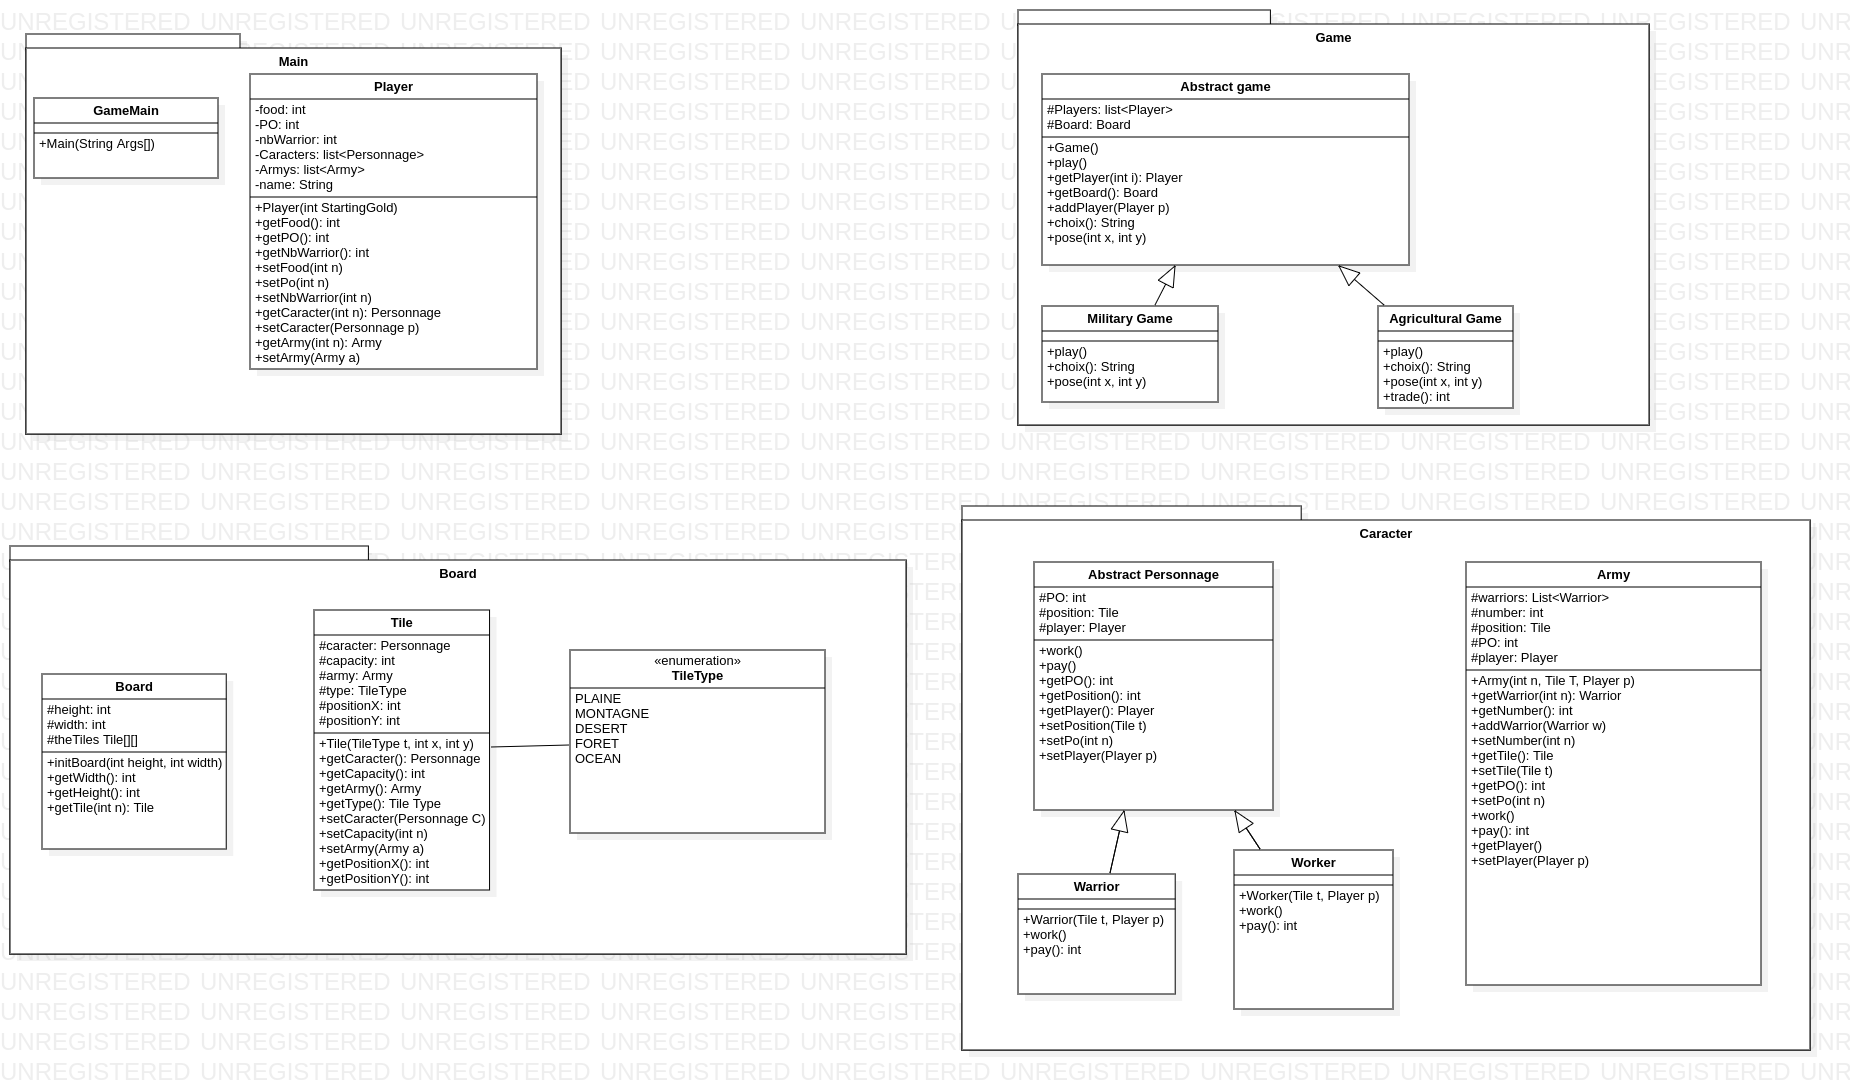 Main
GameMain
+Main(String Args[])
Player
-food: int
-PO: int
-nbWarrior: int
-Caracters: list<Personnage>
-Armys: list<Army>
-name: String
+Player(int StartingGold)
+getFood(): int
+getPO(): int
+getNbWarrior(): int
+setFood(int n)
+setPo(int n)
+setNbWarrior(int n)
+getCaracter(int n): Personnage
+setCaracter(Personnage p)
+getArmy(int n): Army
+setArmy(Army a)
Game
Abstract game
#Players: list<Player>
#Board: Board
+Game()
+play()
+getPlayer(int i): Player
+getBoard(): Board
+addPlayer(Player p)
+choix(): String
+pose(int x, int y)
Military Game
+play()
+choix(): String
+pose(int x, int y)
Agricultural Game
+play()
+choix(): String
+pose(int x, int y)
+trade(): int
Board
Board
#height: int
#width: int
#theTiles Tile[][]
+initBoard(int height, int width)
+getWidth(): int
+getHeight(): int
+getTile(int n): Tile
Tile
#caracter: Personnage
#capacity: int
#army: Army
#type: TileType
#positionX: int
#positionY: int
+Tile(TileType t, int x, int y)
+getCaracter(): Personnage
+getCapacity(): int
+getArmy(): Army
+getType(): Tile Type
+setCaracter(Personnage C)
+setCapacity(int n)
+setArmy(Army a)
+getPositionX(): int
+getPositionY(): int
«enumeration»
TileType
PLAINE
MONTAGNE
DESERT
FORET
OCEAN
Caracter
Abstract Personnage
#PO: int
#position: Tile
#player: Player
+work()
+pay()
+getPO(): int
+getPosition(): int
+getPlayer(): Player
+setPosition(Tile t)
+setPo(int n)
+setPlayer(Player p)
Warrior
+Warrior(Tile t, Player p)
+work()
+pay(): int
Worker
+Worker(Tile t, Player p)
+work()
+pay(): int
Army
#warriors: List<Warrior>
#number: int
#position: Tile
#PO: int
#player: Player
+Army(int n, Tile T, Player p)
+getWarrior(int n): Warrior
+getNumber(): int
+addWarrior(Warrior w)
+setNumber(int n)
+getTile(): Tile
+setTile(Tile t)
+getPO(): int
+setPo(int n)
+work()
+pay(): int
+getPlayer()
+setPlayer(Player p)
UNREGISTERED